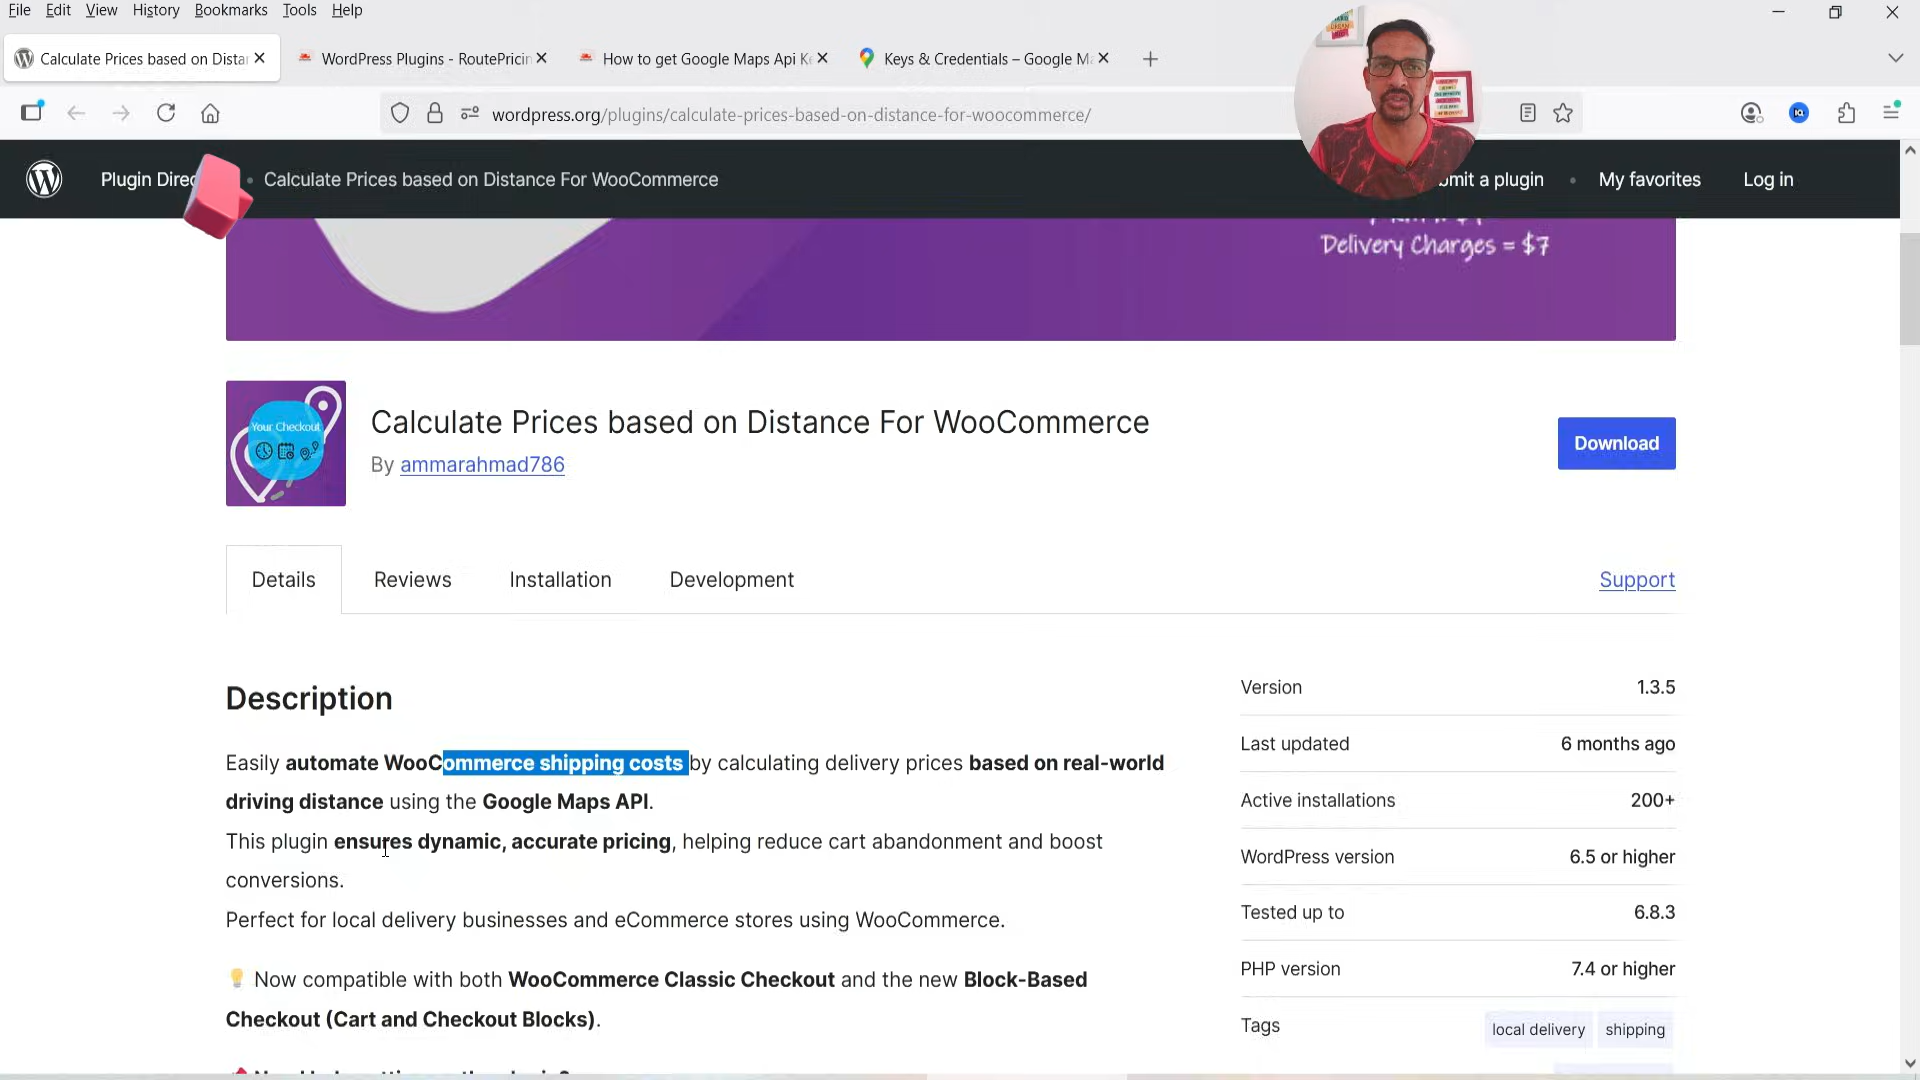 File Edit View History Bookmarks Tools Help
Calculate Prices based on Dista
WordPress Plugins - RoutePricin
How to get Google Maps Api Ke
Keys & Credentials – Google Ma
wordpress.org/plugins/calculate-prices-based-on-distance-for-woocommerce/
Plugin Direc • Calculate Prices based on Distance For WooCommerce
bmit a plugin • My favorites Log in
Delivery Charges = $7
Your Checkout
Calculate Prices based on Distance For WooCommerce
By ammarahmad786
Download
Details Reviews Installation Development Support
Description
Easily automate WooCommerce shipping costs by calculating delivery prices based on real-world
driving distance using the Google Maps API.
This plugin ensures dynamic, accurate pricing, helping reduce cart abandonment and boost
conversions.
Perfect for local delivery businesses and eCommerce stores using WooCommerce.
💡 Now compatible with both WooCommerce Classic Checkout and the new Block-Based
Checkout (Cart and Checkout Blocks).
Version 1.3.5
Last updated 6 months ago
Active installations 200+
WordPress version 6.5 or higher
Tested up to 6.8.3
PHP version 7.4 or higher
Tags local delivery shipping